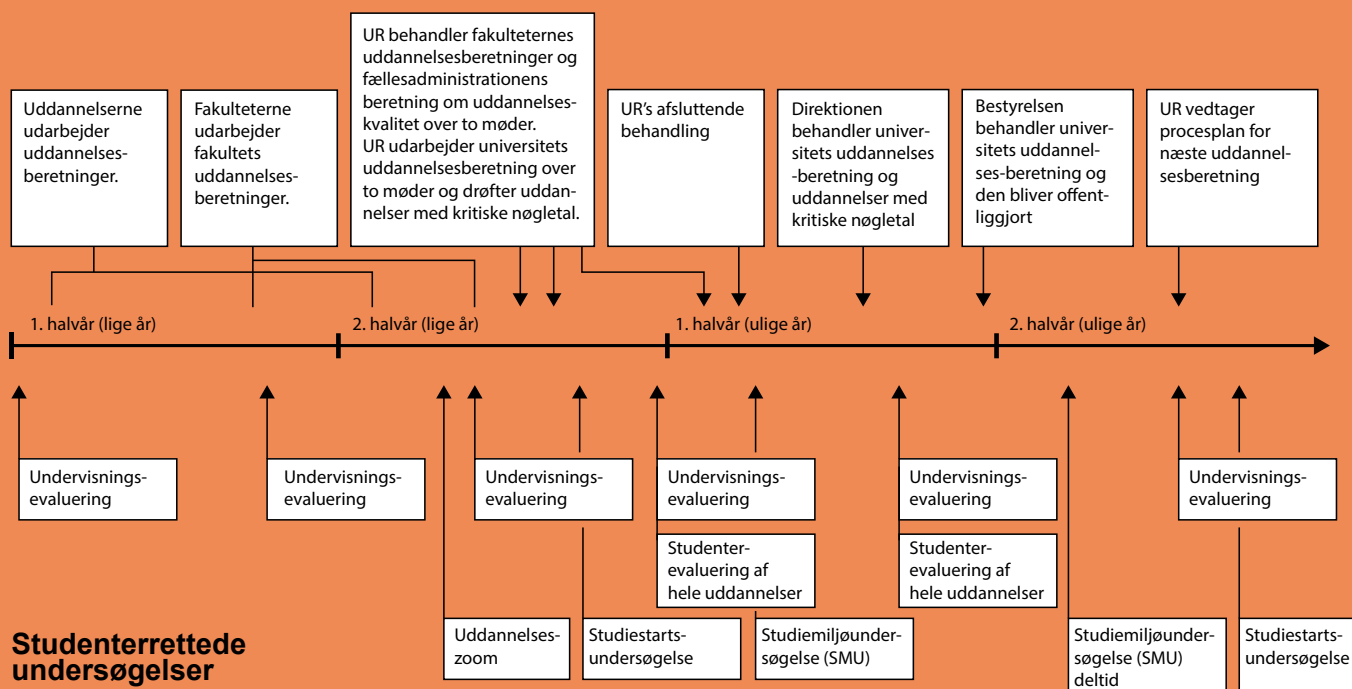 Uddannelserne
udarbejder
uddannelses-
beretninger.
Fakulteterne
udarbejder
fakultets
uddannelses-
beretninger.
UR behandler fakulteternes
uddannelsesberetninger og
fællesadministrationens
beretning om uddannelses-
kvalitet over to møder.
UR udarbejder universitets
uddannelsesberetning over
to møder og drøfter uddan-
nelser med kritiske nøgletal.
UR's afsluttende
behandling
Direktionen
behandler univer-
sitets uddannelses
-beretning og
uddannelser med
kritiske nøgletal
Bestyrelsen
behandler univer-
sitets uddannel-
ses-beretning og
den bliver offent-
liggjort
UR vedtager
procesplan for
næste uddannel-
sesberetning
1. halvår (lige år)
2. halvår (lige år)
1. halvår (ulige år)
2. halvår (ulige år)
Undervisnings-
evaluering
Undervisnings-
evaluering
Undervisnings-
evaluering
Undervisnings-
evaluering
Undervisnings-
evaluering
Undervisnings-
evaluering
Studenter-
evaluering af
hele uddannelser
Studenter-
evaluering af
hele uddannelser
Studenterrettede
undersøgelser
Uddannelses-
zoom
Studiestarts-
undersøgelse
Studiemiljøunder-
søgelse (SMU)
Studiemiljøunder-
søgelse (SMU)
deltid
Studiestarts-
undersøgelse